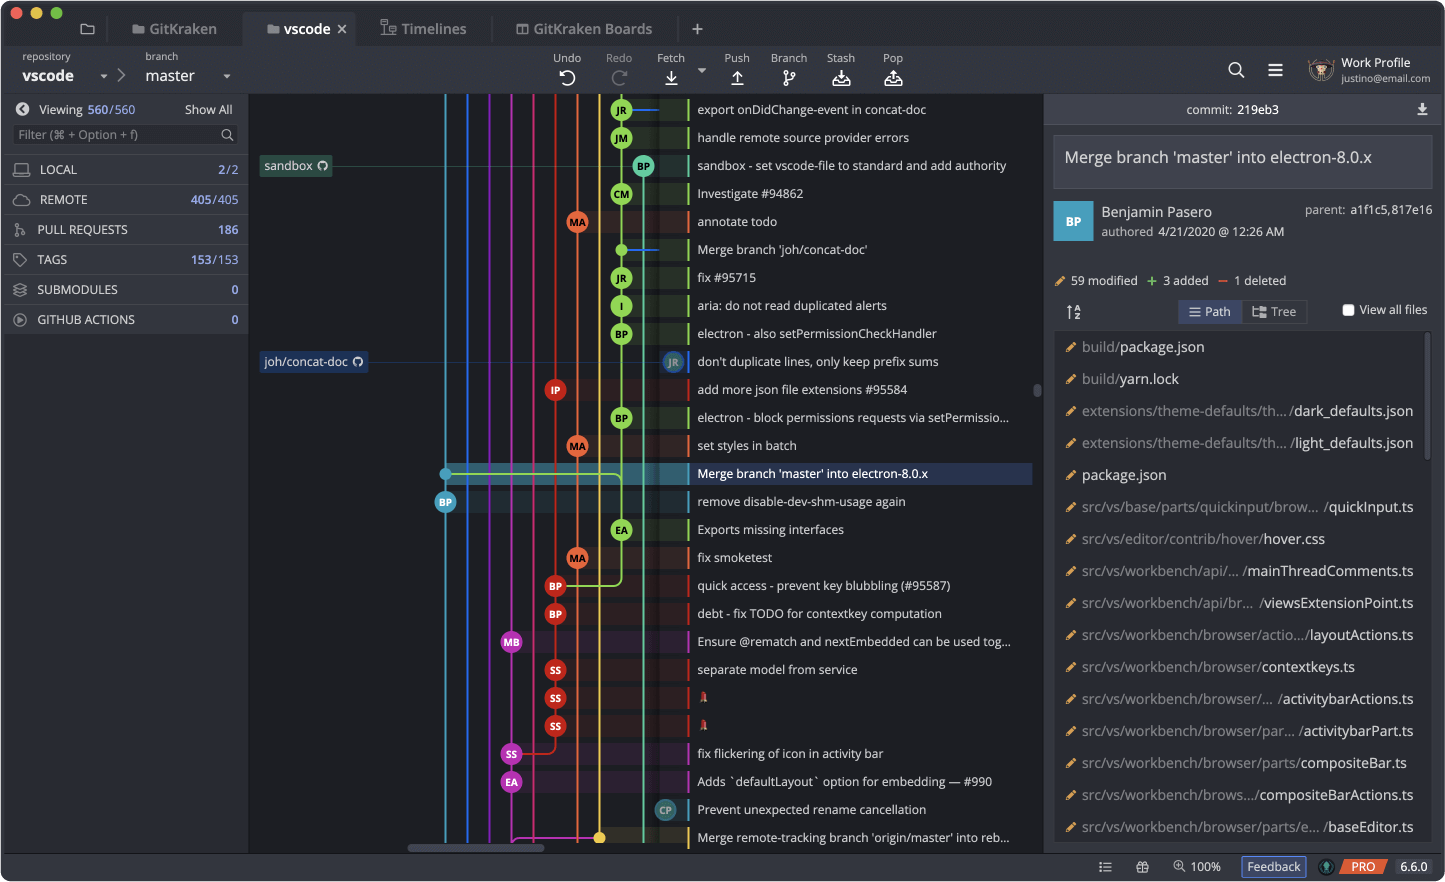 GitKraken
vscode
Timelines
GitKraken Boards
repository
vscode
branch
master
Undo
Redo
Fetch
Push
Branch
Stash
Pop
Work Profile
justino@email.com
Viewing 560/560
Show All
Filter (⌘ + Option + f)
LOCAL 2/2
REMOTE 405/405
PULL REQUESTS 186
TAGS 153/153
SUBMODULES 0
GITHUB ACTIONS 0
JR export onDidChange-event in concat-doc
JM handle remote source provider errors
sandbox BP sandbox - set vscode-file to standard and add authority
CM Investigate #94862
MA annotate todo
Merge branch 'joh/concat-doc'
JR fix #95715
I aria: do not read duplicated alerts
BP electron - also setPermissionCheckHandler
joh/concat-doc JR don't duplicate lines, only keep prefix sums
IP add more json file extensions #95584
BP electron - block permissions requests via setPermissio...
MA set styles in batch
Merge branch 'master' into electron-8.0.x
BP remove disable-dev-shm-usage again
EA Exports missing interfaces
MA fix smoketest
BP quick access - prevent key blubbling (#95587)
BP debt - fix TODO for contextkey computation
MB Ensure @rematch and nextEmbedded can be used tog...
SS separate model from service
SS
SS
SS fix flickering of icon in activity bar
EA Adds `defaultLayout` option for embedding — #990
CP Prevent unexpected rename cancellation
Merge remote-tracking branch 'origin/master' into reb...
commit: 219eb3
Merge branch 'master' into electron-8.0.x
BP
Benjamin Pasero
authored 4/21/2020 @ 12:26 AM
parent: a1f1c5,817e16
59 modified + 3 added − 1 deleted
A
Z
Path
Tree
View all files
build/package.json
build/yarn.lock
extensions/theme-defaults/th... /dark_defaults.json
extensions/theme-defaults/th... /light_defaults.json
package.json
src/vs/base/parts/quickinput/brow... /quickInput.ts
src/vs/editor/contrib/hover/hover.css
src/vs/workbench/api/... /mainThreadComments.ts
src/vs/workbench/api/br... /viewsExtensionPoint.ts
src/vs/workbench/browser/actio.../layoutActions.ts
src/vs/workbench/browser/contextkeys.ts
src/vs/workbench/browser/... /activitybarActions.ts
src/vs/workbench/browser/par... /activitybarPart.ts
src/vs/workbench/browser/parts/compositeBar.ts
src/vs/workbench/brows.../compositeBarActions.ts
src/vs/workbench/browser/parts/e... /baseEditor.ts
100%
Feedback
PRO
6.6.0